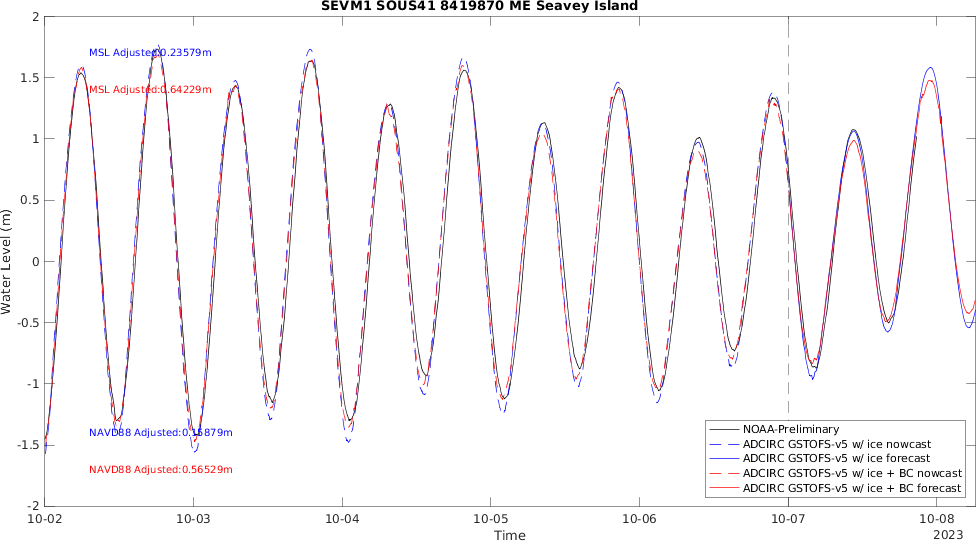 SEVM1 SOUS41 8419870 ME Seavey Island
2
1.5
1
0.5
0
-0.5
-1
-1.5
-2
Water Level (m)
MSL Adjusted:0.23579m
MSL Adjusted:0.64229m
NAVD88 Adjusted:0.15879m
NAVD88 Adjusted:0.56529m
NOAA-Preliminary
ADCIRC GSTOFS-v5 w/ ice nowcast
ADCIRC GSTOFS-v5 w/ ice forecast
ADCIRC GSTOFS-v5 w/ ice + BC nowcast
ADCIRC GSTOFS-v5 w/ ice + BC forecast
10-02 10-03 10-04 10-05 10-06 10-07 10-08
Time
2023